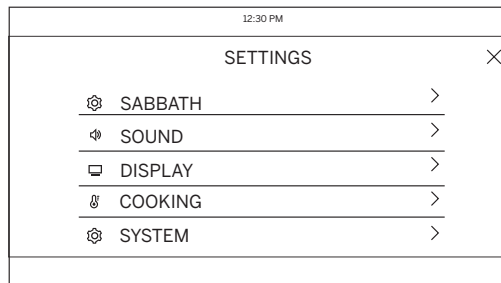 12:30 PM
SETTINGS
SABBATH
SOUND
DISPLAY
COOKING
SYSTEM